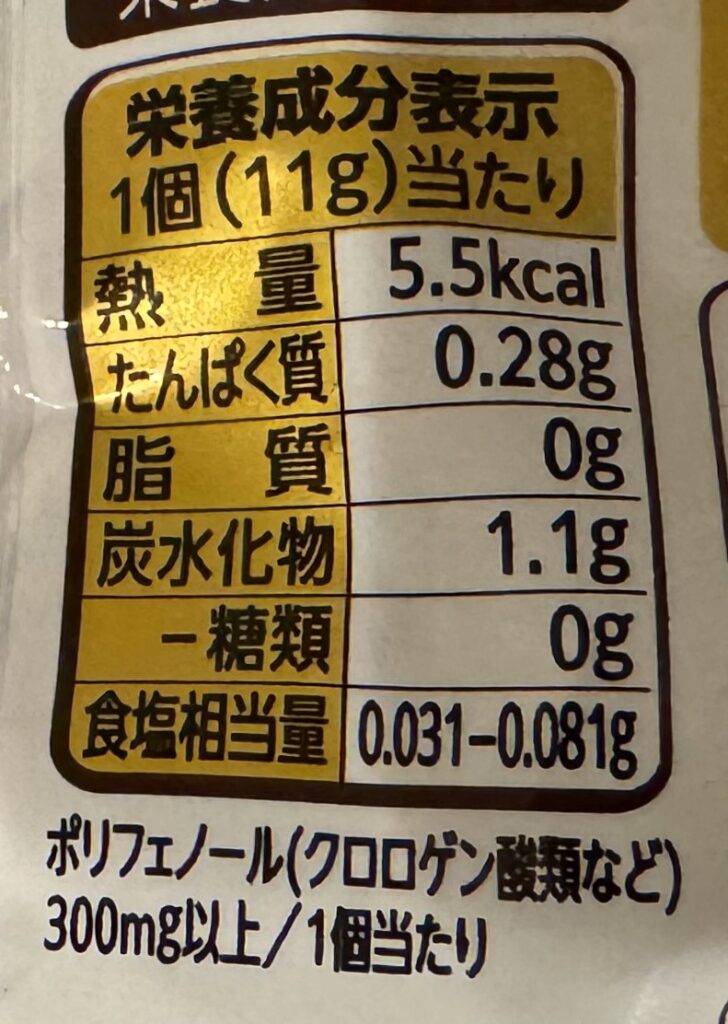 栄養成分表示
1個(11g)当たり
熱量 5.5kcal
たんぱく質 0.28g
脂質 0g
炭水化物 1.1g
−糖類 0g
食塩相当量 0.031−0.081g
ポリフェノール(クロロゲン酸類など)
300mg以上/1個当たり